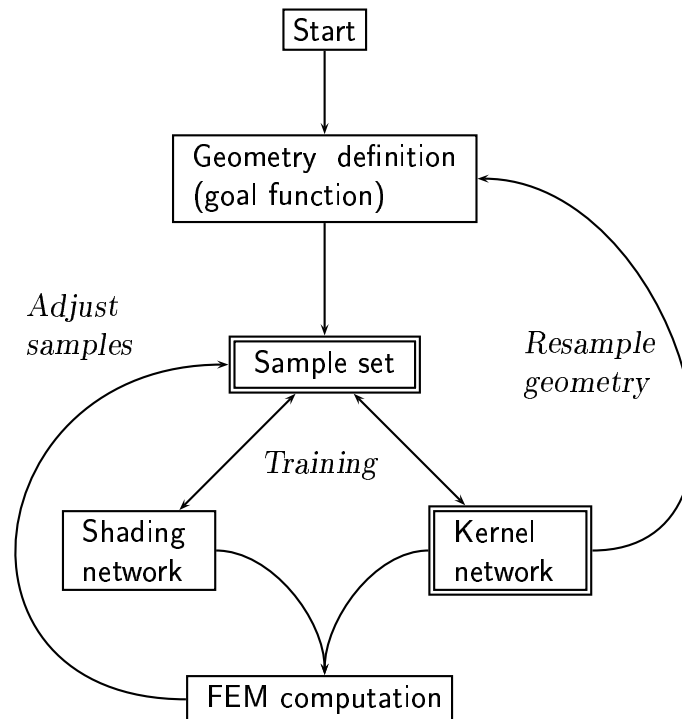 Start
Geometry definition
(goal function)
Adjust
samples
Sample set
Resample
geometry
Training
Shading
network
Kernel
network
FEM computation